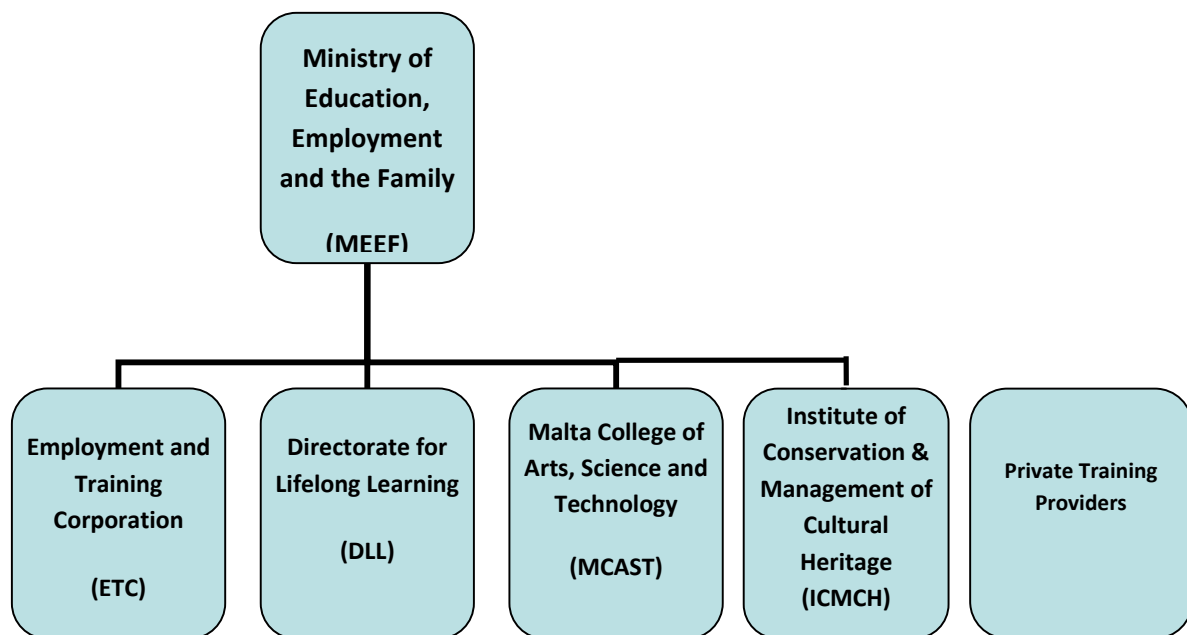 Ministry of
Education,
Employment
and the Family
(MEEF)
Employment and
Training
Corporation
(ETC)
Directorate for
Lifelong Learning
(DLL)
Malta College of
Arts, Science and
Technology
(MCAST)
Institute of
Conservation &
Management of
Cultural
Heritage
(ICMCH)
Private Training
Providers